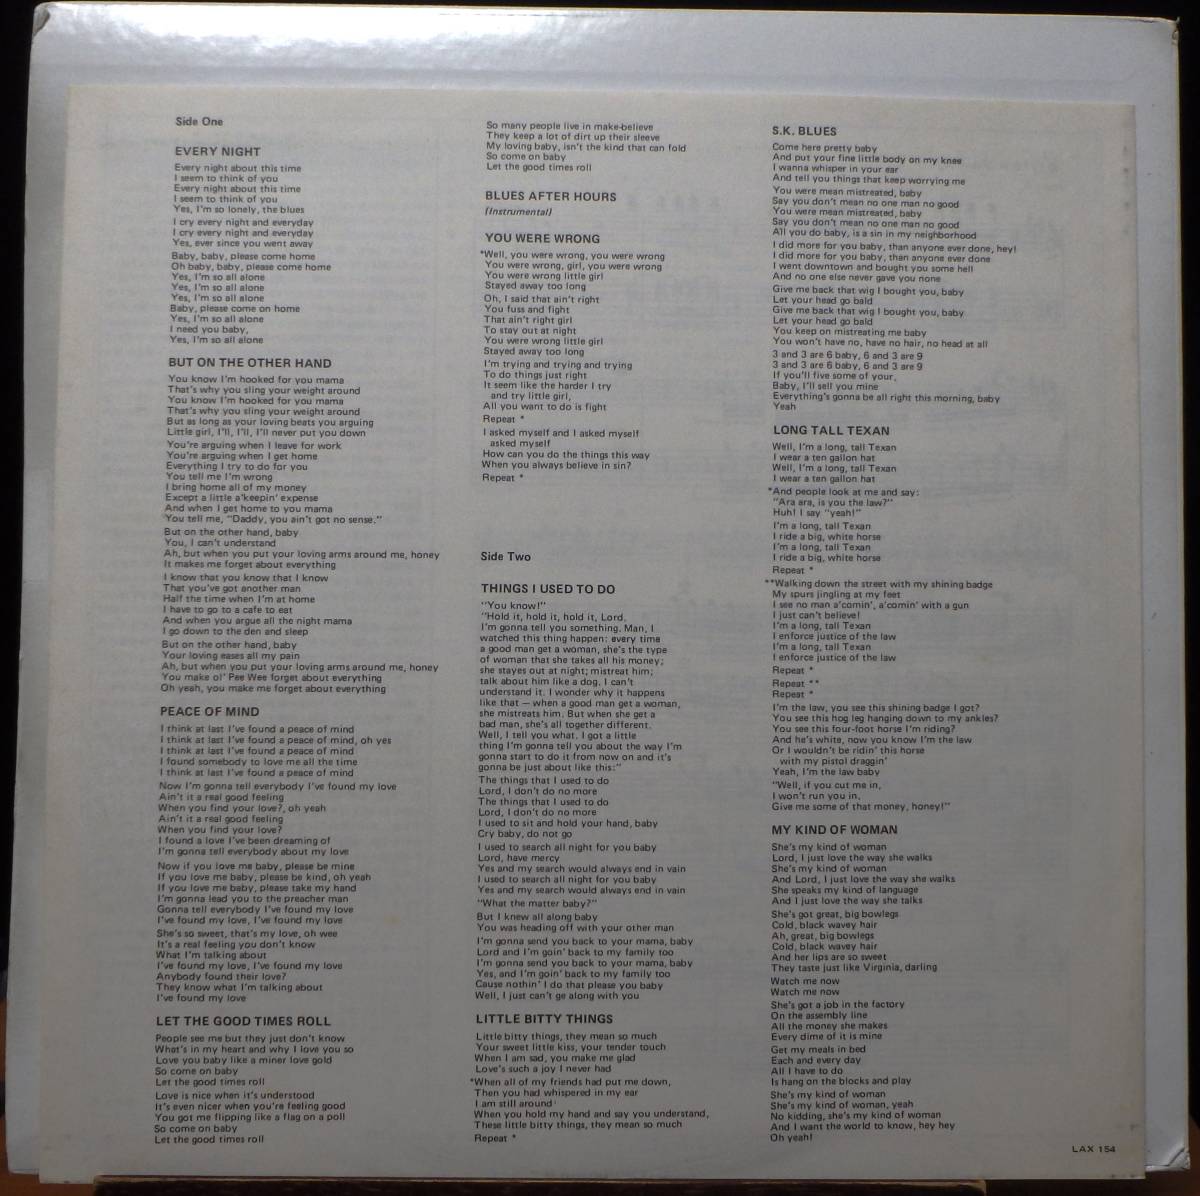 Side One
EVERY NIGHT
Every night about this time
I seem to think of you
Every night about this time
I seem to think of you
Yes, I'm so lonely, the blues
I cry every night and everyday
I cry every night and everyday
Yes, ever since you went away
Baby, baby, please come home
Oh baby, baby, please come home
Yes, I'm so all alone
Yes, I'm so all alone
Yes, I'm so all alone
Baby, please come on home
Yes, I'm so all alone
I need you baby,
Yes, I'm so all alone
BUT ON THE OTHER HAND
You know I'm hooked for you mama
That's why you sling your weight around
You know I'm hooked for you mama
That's why you sling your weight around
But as long as your loving beats you arguing
Little girl, I'll, I'll, I'll never put you down
You're arguing when I leave for work
You're arguing when I get home
Everything I try to do for you
You tell me I'm wrong
I bring home all of my money
Except a little a'keepin' expense
And when I get home to you mama
You tell me, "Daddy, you ain't got no sense."
But on the other hand, baby
You, I can't understand
Ah, but when you put your loving arms around me, honey
It makes me forget about everything
I know that you know that I know
That you've got another man
Half the time when I'm at home
I have to go to a cafe to eat
And when you argue all the night mama
I go down to the den and sleep
But on the other hand, baby
Your loving eases all my pain
Ah, but when you put your loving arms around me, honey
You make ol' Pee Wee forget about everything
Oh yeah, you make me forget about everything
PEACE OF MIND
I think at last I've found a peace of mind
I think at last I've found a peace of mind, oh yes
I think at last I've found a peace of mind
I found somebody to love me all the time
I think at last I've found a peace of mind
Now I'm gonna tell everybody I've found my love
Ain't it a real good feeling
When you find your love?, oh yeah
Ain't it a real good feeling
When you find your love?
I found a love I've been dreaming of
I'm gonna tell everybody about my love
Now if you love me baby, please be mine
If you love me baby, please be kind, oh yeah
If you love me baby, please take my hand
I'm gonna lead you to the preacher man
Gonna tell everybody I've found my love
I've found my love, I've found my love
She's so sweet, that's my love, oh wee
It's a real feeling you don't know
What I'm talking about
I've found my love, I've found my love
Anybody found their love?
They know what I'm talking about
I've found my love
LET THE GOOD TIMES ROLL
People see me but they just don't know
What's in my heart and why I love you so
Love you baby like a miner love gold
So come on baby
Let the good times roll
Love is nice when it's understood
It's even nicer when you're feeling good
You got me flipping like a flag on a poll
So come on baby
Let the good times roll
So many people live in make-believe
They keep a lot of dirt up their sleeve
My loving baby, isn't the kind that can fold
So come on baby
Let the good times roll
BLUES AFTER HOURS
(Instrumental)
YOU WERE WRONG
*Well, you were wrong, you were wrong
You were wrong, girl, you were wrong
You were wrong little girl
Stayed away too long
Oh, I said that ain't right
You fuss and fight
That ain't right girl
To stay out at night
You were wrong little girl
Stayed away too long
I'm trying and trying and trying
To do things just right
It seem like the harder I try
and try little girl,
All you want to do is fight
Repeat *
I asked myself and I asked myself
asked myself
How can you do the things this way
When you always believe in sin?
Repeat *
Side Two
THINGS I USED TO DO
"You know!"
"Hold it, hold it, hold it, Lord.
I'm gonna tell you something. Man, I
watched this thing happen: every time
a good man get a woman, she's the type
of woman that she takes all his money;
she stayes out at night; mistreat him;
talk about him like a dog. I can't
understand it. I wonder why it happens
like that — when a good man get a woman,
she mistreats him. But when she get a
bad man, she's all together different.
Well, I tell you what. I got a little
thing I'm gonna tell you about the way I'm
gonna start to do it from now on and it's
gonna be just about like this:"
The things that I used to do
Lord, I don't do no more
The things that I used to do
Lord, I don't do no more
I used to sit and hold your hand, baby
Cry baby, do not go
I used to search all night for you baby
Lord, have mercy
Yes and my search would always end in vain
I used to search all night for you baby
Yes and my search would always end in vain
"What the matter baby?"
But I knew all along baby
You was heading off with your other man
I'm gonna send you back to your mama, baby
Lord and I'm goin' back to my family too
I'm gonna send you back to your mama, baby
Yes, and I'm goin' back to my family too
Cause nothin' I do that please you baby
Well, I just can't ge along with you
LITTLE BITTY THINGS
Little bitty things, they mean so much
Your sweet little kiss, your tender touch
When I am sad, you make me glad
Love's such a joy I never had
*When all of my friends had put me down,
Then you had whispered in my ear
I am still around
When you hold my hand and say you understand,
These little bitty things, they mean so much
Repeat *
S.K. BLUES
Come here pretty baby
And put your fine little body on my knee
I wanna whisper in your ear
And tell you things that keep worrying me
You were mean mistreated, baby
Say you don't mean no one man no good
You were mean mistreated, baby
Say you don't mean no one man no good
All you do baby, is a sin in my neighborhood
I did more for you baby, than anyone ever done, hey!
I did more for you baby, than anyone ever done
I went downtown and bought you some hell
And no one else never gave you none
Give me back that wig I bought you, baby
Let your head go bald
Give me back that wig I bought you, baby
Let your head go bald
You keep on mistreating me baby
You won't have no, have no hair, no head at all
3 and 3 are 6 baby, 6 and 3 are 9
3 and 3 are 6 baby, 6 and 3 are 9
If you'll five some of your,
Baby, I'll sell you mine
Everything's gonna be all right this morning, baby
Yeah
LONG TALL TEXAN
Well, I'm a long, tall Texan
I wear a ten gallon hat
Well, I'm a long, tall Texan
I wear a ten gallon hat
*And people look at me and say:
"Ara ara, is you the law?"
Huh! I say "yeah!"
I'm a long, tall Texan
I ride a big, white horse
I'm a long, tall Texan
I ride a big, white horse
Repeat *
**Walking down the street with my shining badge
My spurs jingling at my feet
I see no man a'comin', a'comin' with a gun
I just can't believe!
I'm a long, tall Texan
I enforce justice of the law
I'm a long, tall Texan
I enforce justice of the law
Repeat *
Repeat **
Repeat *
I'm the law, you see this shining badge I got?
You see this hog leg hanging down to my ankles?
You see this four-foot horse I'm riding?
And he's white, now you know I'm the law
Or I wouldn't be ridin' this horse
with my pistol draggin'
Yeah, I'm the law baby
"Well, if you cut me in,
I won't run you in.
Give me some of that money, honey!"
MY KIND OF WOMAN
She's my kind of woman
Lord, I just love the way she walks
She's my kind of woman
And Lord, I just love the way she walks
She speaks my kind of language
And I just love the way she talks
She's got great, big bowlegs
Cold, black wavey hair
Ah, great, big bowlegs
Cold, black wavey hair
And her lips are so sweet
They taste just like Virginia, darling
Watch me now
Watch me now
She's got a job in the factory
On the assembly line
All the money she makes
Every dime of it is mine
Get my meals in bed
Each and every day
All I have to do
Is hang on the blocks and play
She's my kind of woman
She's my kind of woman, yeah
No kidding, she's my kind of woman
And I want the world to know, hey hey
Oh yeah!
LAX 154